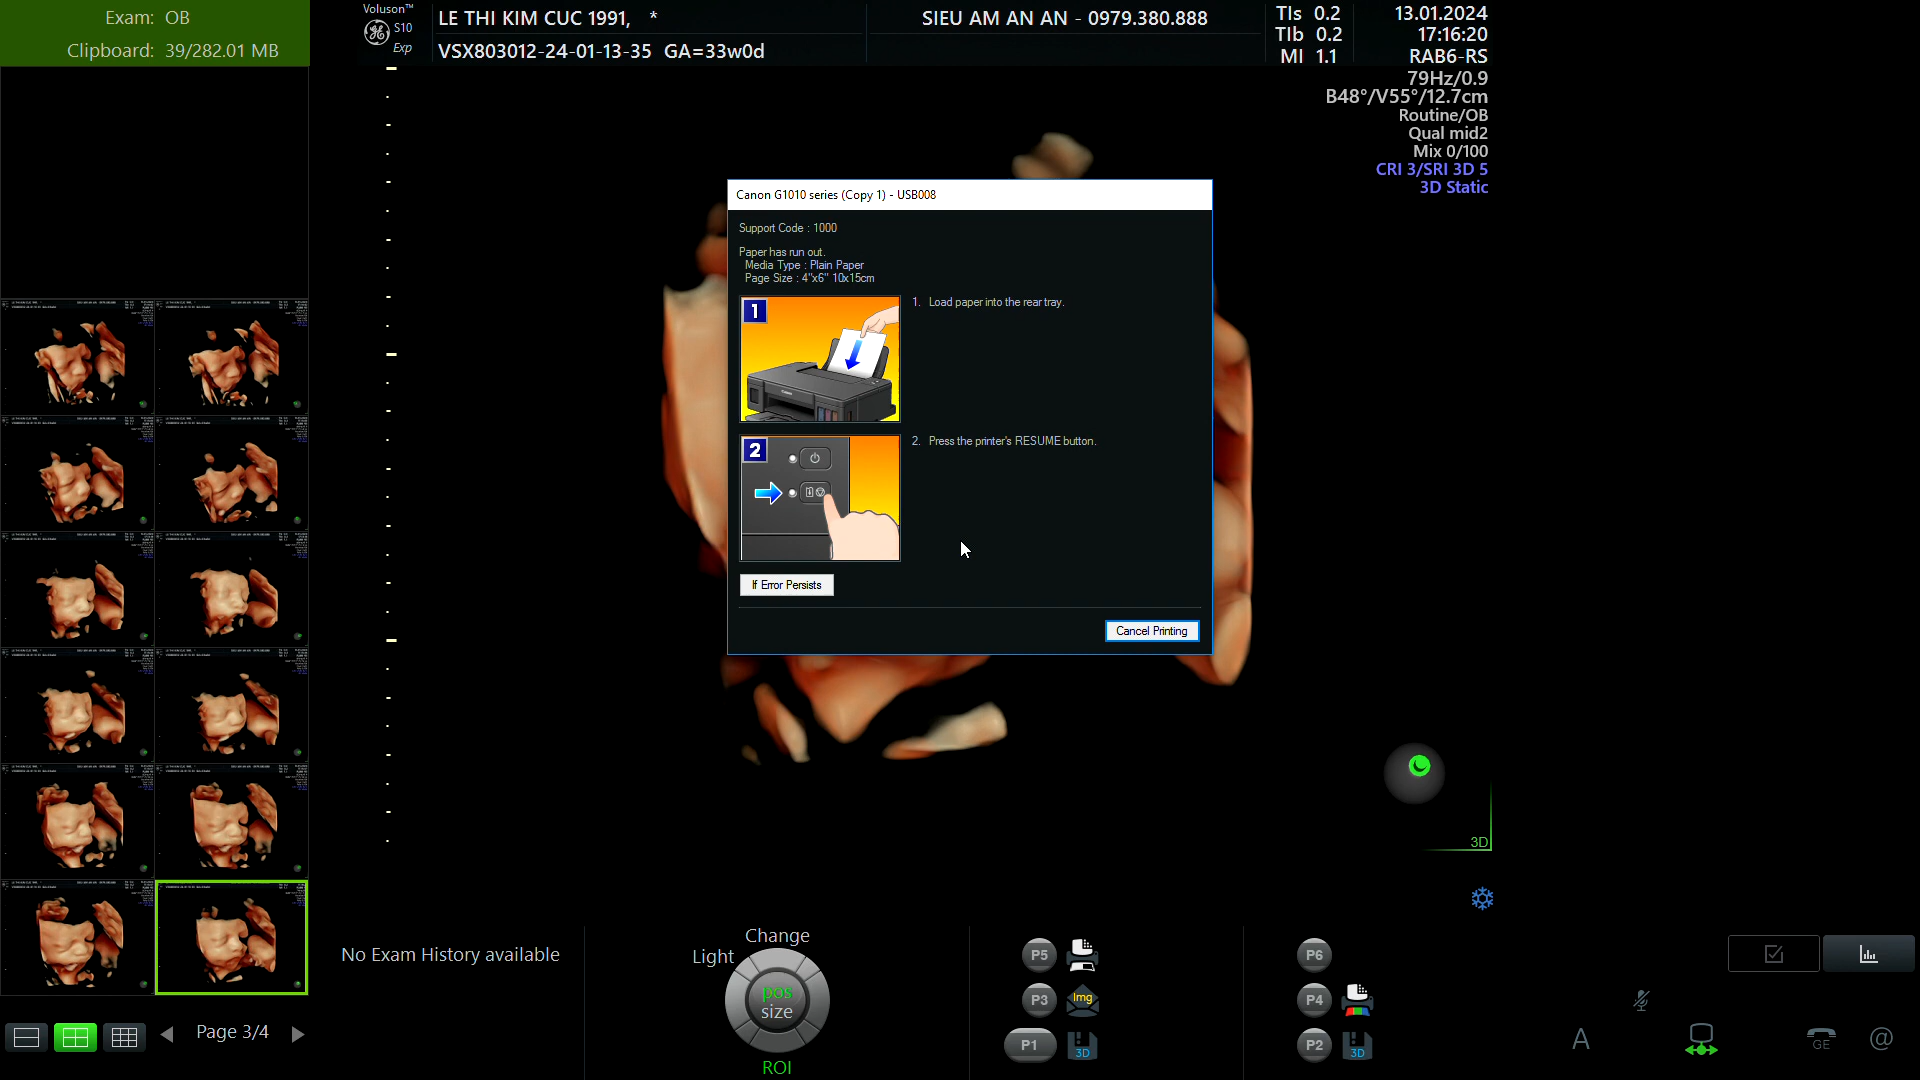 Exam: OB
Clipboard: 39/282.01 MB
Voluson™
S10
Exp
LE THI KIM CUC 1991, *
VSX803012-24-01-13-35 GA=33w0d
SIEU AM AN AN - 0979.380.888
TIs 0.2
TIb 0.2
MI 1.1
13.01.2024
17:16:20
RAB6-RS
79Hz/0.9
B48°/V55°/12.7cm
Routine/OB
Qual mid2
Mix 0/100
CRI 3/SRI 3D 5
3D Static
Canon G1010 series (Copy 1) - USB008
Support Code : 1000
Paper has run out.
Media Type : Plain Paper
Page Size : 4"x6" 10x15cm
1
1. Load paper into the rear tray.
2
2. Press the printer's RESUME button.
If Error Persists
Cancel Printing
3D
No Exam History available
Change
Light
pos
size
ROI
P5
P3
Img
P1
3D
P6
P4
P2
3D
Page 3/4
A
GE
@